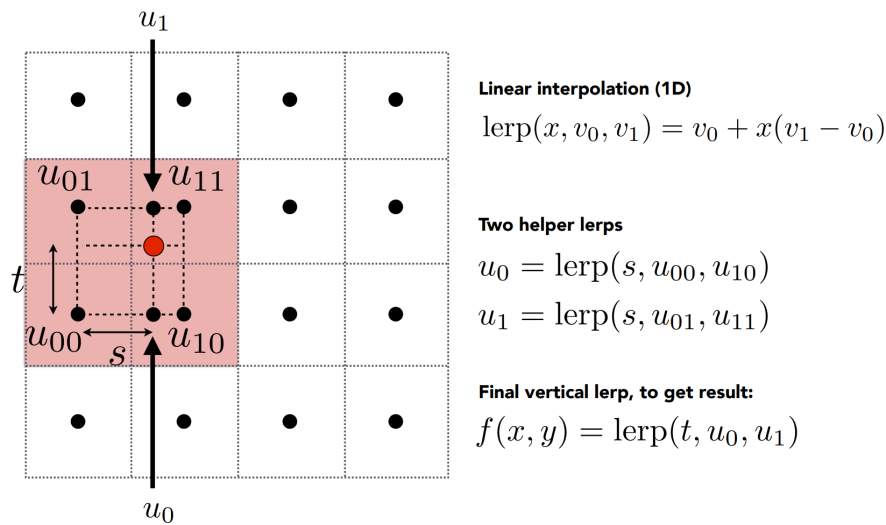 u₁
u₀₁ u₁₁
t
u₀₀ u₁₀
s
u₀
Linear interpolation (1D)
lerp(x, v₀, v₁) = v₀ + x(v₁ − v₀)
Two helper lerps
u₀ = lerp(s, u₀₀, u₁₀)
u₁ = lerp(s, u₀₁, u₁₁)
Final vertical lerp, to get result:
f(x, y) = lerp(t, u₀, u₁)